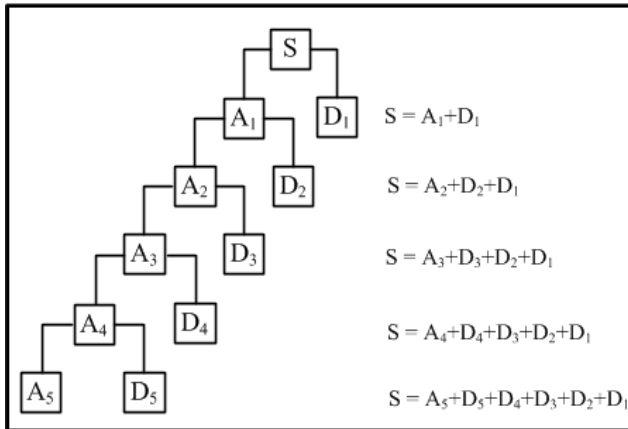 S
A₁ D₁ S = A₁+D₁
A₂ D₂ S = A₂+D₂+D₁
A₃ D₃ S = A₃+D₃+D₂+D₁
A₄ D₄ S = A₄+D₄+D₃+D₂+D₁
A₅ D₅ S = A₅+D₅+D₄+D₃+D₂+D₁